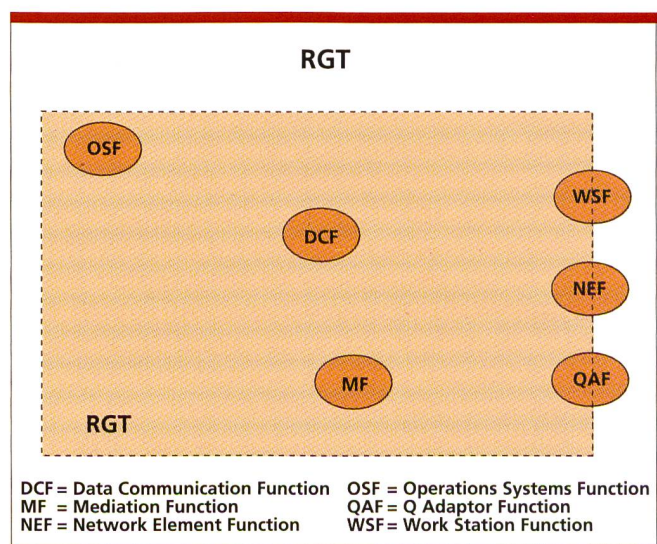 RGT
OSF
WSF
DCF
NEF
MF
QAF
RGT
DCF = Data Communication Function OSF = Operations Systems Function
MF = Mediation Function QAF = Q Adaptor Function
NEF = Network Element Function WSF = Work Station Function